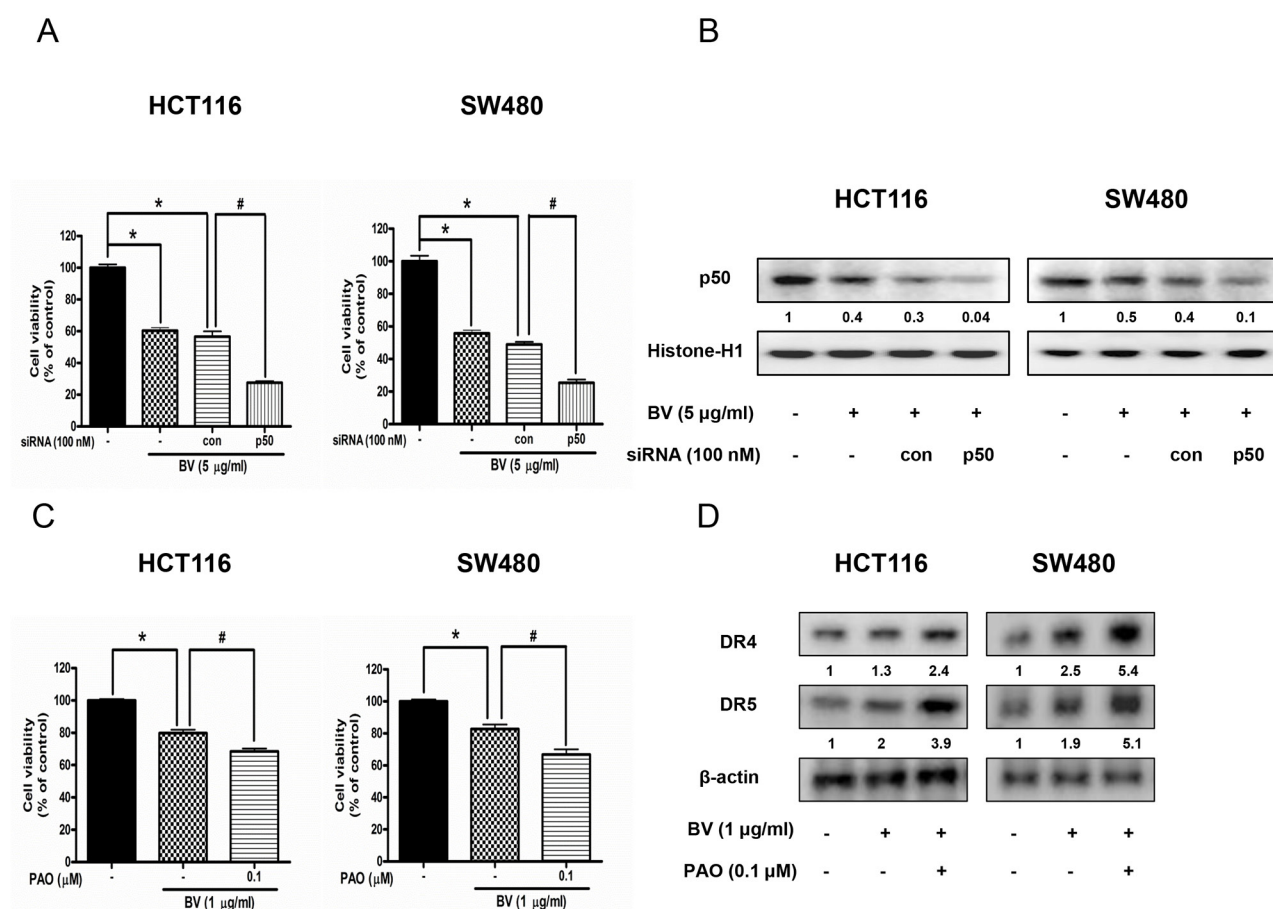 A
HCT116
SW480
Cell viability
(% of control)
120
100
80
60
40
20
0
*
*
#
siRNA (100 nM)
- - con p50
BV (5 μg/ml)
Cell viability
(% of control)
120
100
80
60
40
20
0
*
*
#
siRNA (100 nM)
- - con p50
BV (5 μg/ml)
B
HCT116 SW480
p50
1 0.4 0.3 0.04 1 0.5 0.4 0.1
Histone-H1
BV (5 μg/ml) - + + + - + + +
siRNA (100 nM) - - con p50 - - con p50
C
HCT116
SW480
Cell viability
(% of control)
120
100
80
60
40
20
0
*
#
PAO (μM)
- - 0.1
BV (1 μg/ml)
Cell viability
(% of control)
120
100
80
60
40
20
0
*
#
PAO (μM)
- - 0.1
BV (1 μg/ml)
D
HCT116 SW480
DR4
1 1.3 2.4 1 2.5 5.4
DR5
1 2 3.9 1 1.9 5.1
β-actin
BV (1 μg/ml) - + + - + +
PAO (0.1 μM) - - + - - +